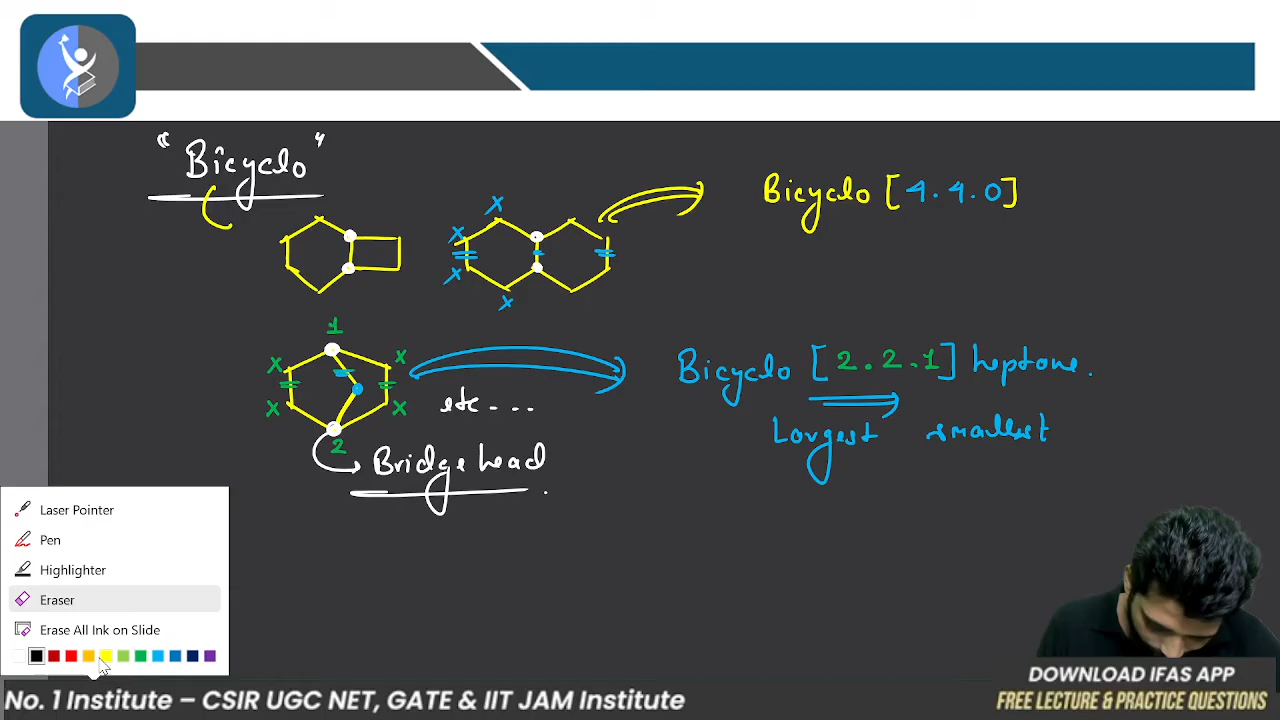 "Bicyclo"
Bicyclo [4.4.0]
x
x
x
x
1
x
x
x
x
2
Bicyclo [2.2.1] heptane.
Largest smallest
etc...
Bridge head
Laser Pointer
Pen
Highlighter
Eraser
Erase All Ink on Slide
DOWNLOAD IFAS APP
No. 1 Institute – CSIR UGC NET, GATE & IIT JAM Institute
FREE LECTURE & PRACTICE QUESTIONS